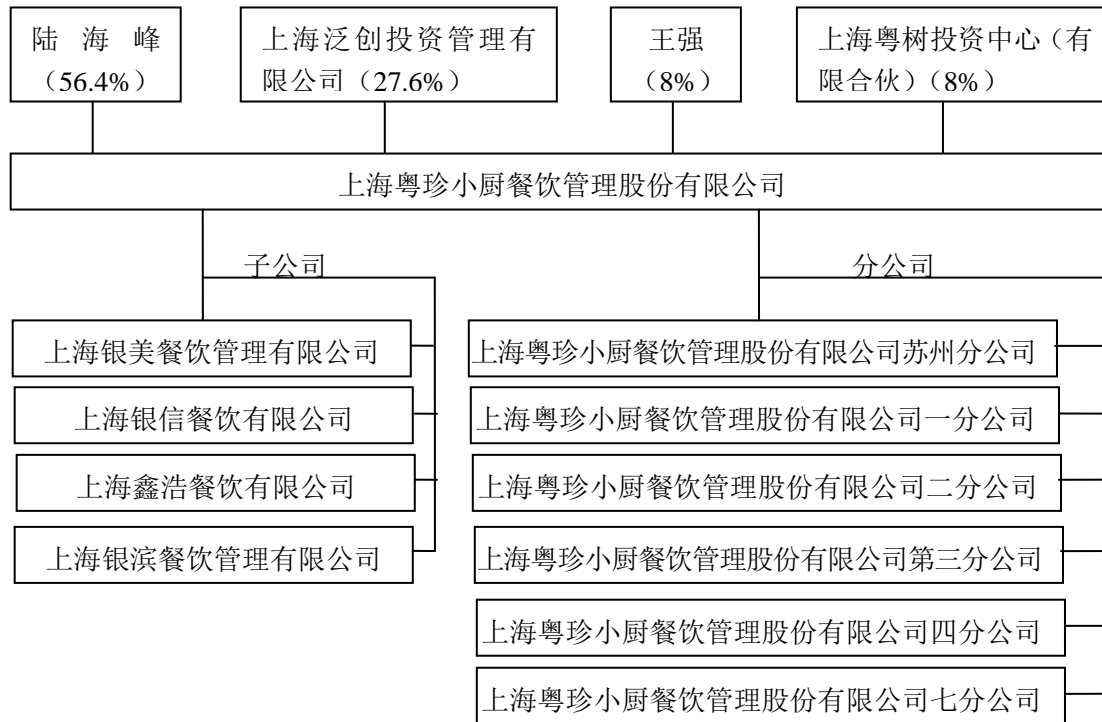 陆海峰
（56.4%）
上海泛创投资管理有
限公司（27.6%）
王强
（8%）
上海粤树投资中心（有
限合伙）（8%）
上海粤珍小厨餐饮管理股份有限公司
子公司
分公司
上海银美餐饮管理有限公司
上海银信餐饮有限公司
上海鑫浩餐饮有限公司
上海银滨餐饮管理有限公司
上海粤珍小厨餐饮管理股份有限公司苏州分公司
上海粤珍小厨餐饮管理股份有限公司一分公司
上海粤珍小厨餐饮管理股份有限公司二分公司
上海粤珍小厨餐饮管理股份有限公司第三分公司
上海粤珍小厨餐饮管理股份有限公司四分公司
上海粤珍小厨餐饮管理股份有限公司七分公司